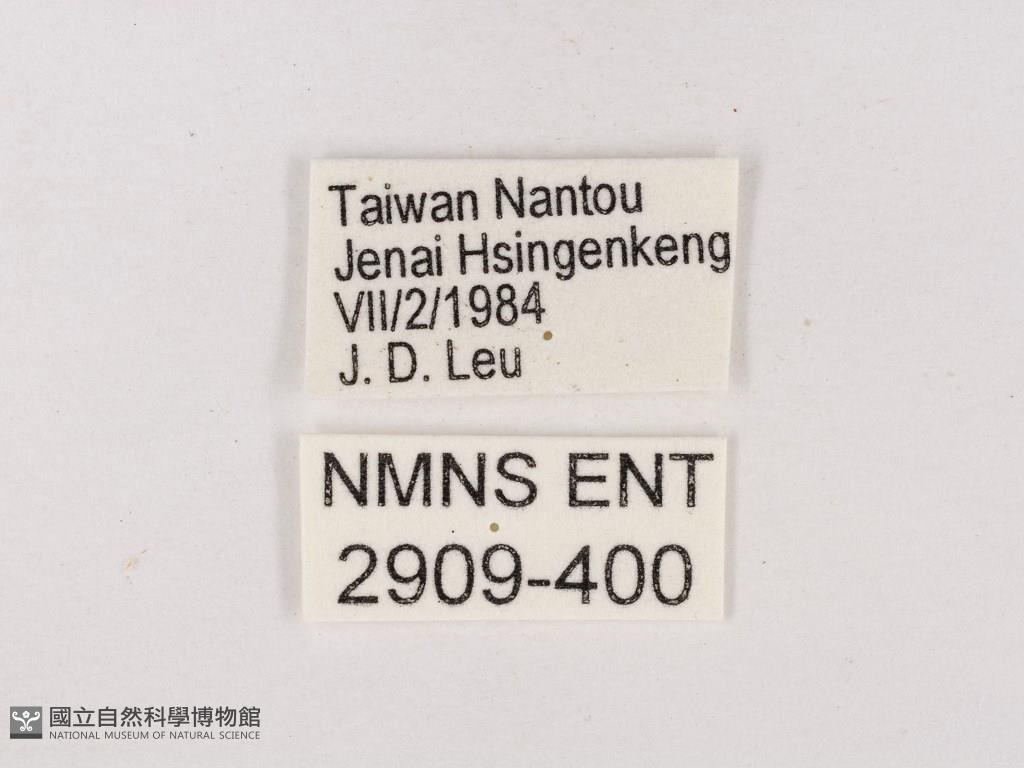 Taiwan Nantou
Jenai Hsingenkeng
VII/2/1984
J. D. Leu
NMNS ENT
2909-400
國立自然科學博物館
NATIONAL MUSEUM OF NATURAL SCIENCE